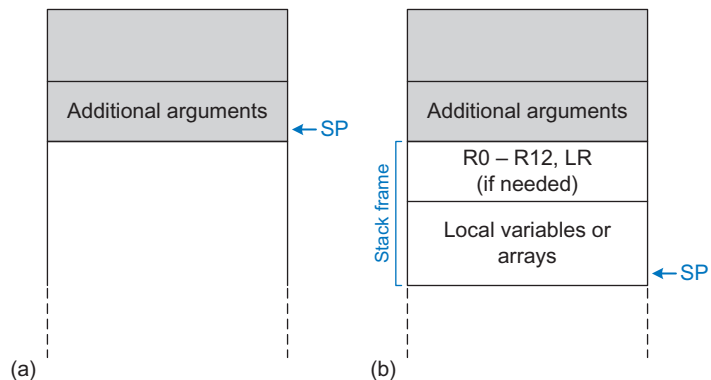 Additional arguments
SP
(a)
Additional arguments
R0 – R12, LR
(if needed)
Local variables or
arrays
Stack frame
SP
(b)